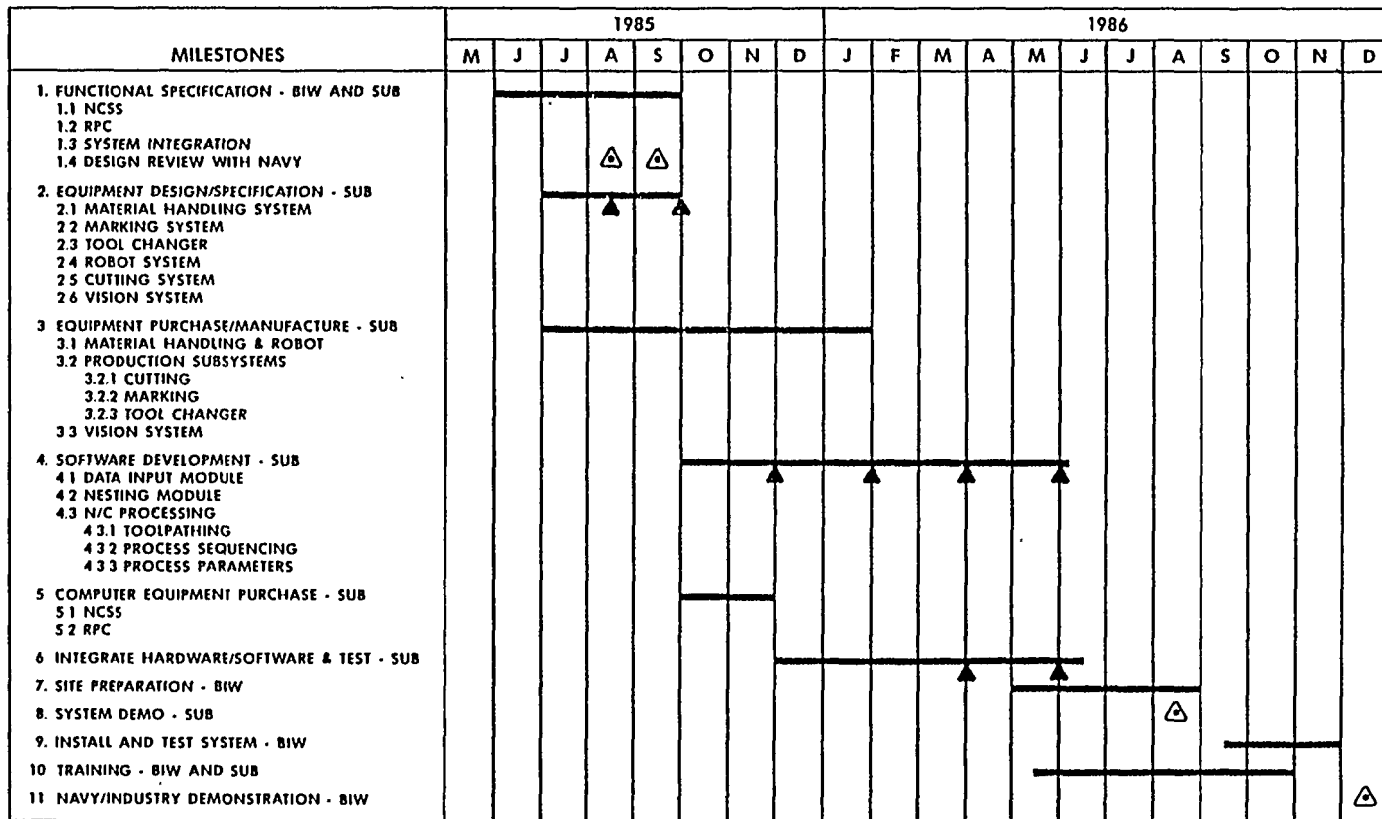 1985 1986
MILESTONES M J J A S O N D J F M A M J J A S O N D
1. FUNCTIONAL SPECIFICATION - BIW AND SUB
1.1 NCSS
1.2 RPC
1.3 SYSTEM INTEGRATION
1.4 DESIGN REVIEW WITH NAVY
2. EQUIPMENT DESIGN/SPECIFICATION - SUB
2.1 MATERIAL HANDLING SYSTEM
2 2 MARKING SYSTEM
2.3 TOOL CHANGER
2 4 ROBOT SYSTEM
2 5 CUTTING SYSTEM
2 6 VISION SYSTEM
3 EQUIPMENT PURCHASE/MANUFACTURE - SUB
3.1 MATERIAL HANDLING & ROBOT
3.2 PRODUCTION SUBSYSTEMS
3.2.1 CUTTING
3.2.2 MARKING
3.2.3 TOOL CHANGER
3 3 VISION SYSTEM
4. SOFTWARE DEVELOPMENT - SUB
4 1 DATA INPUT MODULE
4 2 NESTING MODULE
4.3 N/C PROCESSING
4 3.1 TOOLPATHING
4 3 2 PROCESS SEQUENCING
4 3 3 PROCESS PARAMETERS
5 COMPUTER EQUIPMENT PURCHASE - SUB
5 1 NCSS
5 2 RPC
6 INTEGRATE HARDWARE/SOFTWARE & TEST - SUB
7. SITE PREPARATION - BIW
8. SYSTEM DEMO - SUB
9. INSTALL AND TEST SYSTEM - BIW
10 TRAINING - BIW AND SUB
11 NAVY/INDUSTRY DEMONSTRATION - BIW